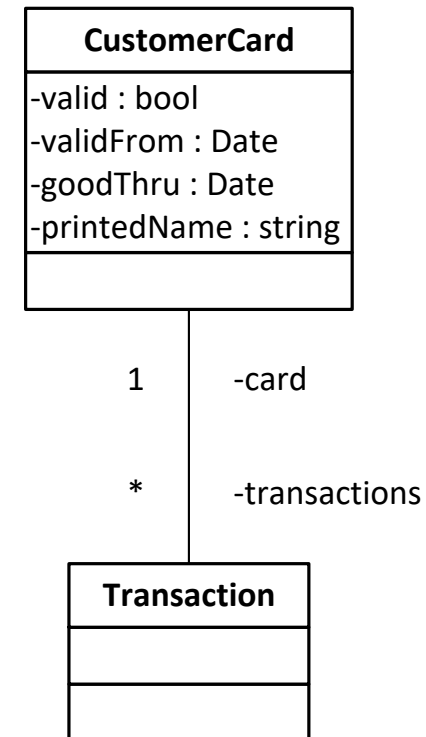 CustomerCard
-valid : bool
-validFrom : Date
-goodThru : Date
-printedName : string
1 -card
* -transactions
Transaction